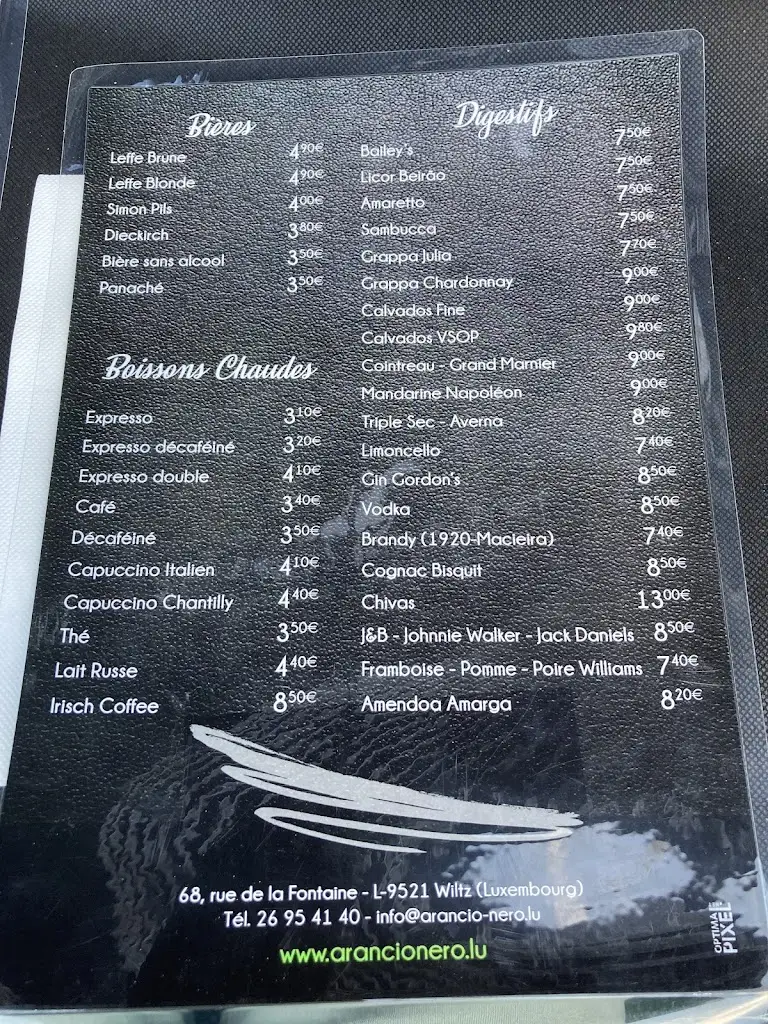 Bières
Leffe Brune 4⁹⁰€
Leffe Blonde 4⁹⁰€
Simon Pils 4⁰⁰€
Dieckirch 3⁸⁰€
Bière sans alcool 3⁵⁰€
Panaché 3⁵⁰€
Boissons Chaudes
Expresso 3¹⁰€
Expresso décaféiné 3²⁰€
Expresso double 4¹⁰€
Café 3⁴⁰€
Décaféiné 3⁵⁰€
Capuccino Italien 4¹⁰€
Capuccino Chantilly 4⁴⁰€
Thé 3⁵⁰€
Lait Russe 4⁴⁰€
Irisch Coffee 8⁵⁰€
Digestifs
Bailey's 7⁵⁰€
Licor Beirão 7⁵⁰€
Amaretto 7⁵⁰€
Sambucca 7⁵⁰€
Grappa Julia 7⁷⁰€
Grappa Chardonnay 9⁰⁰€
Calvados Fine 9⁰⁰€
Calvados VSOP 9⁸⁰€
Cointreau - Grand Marnier 9⁰⁰€
Mandarine Napoléon 9⁰⁰€
Triple Sec - Averna 8²⁰€
Limoncello 7⁴⁰€
Gin Gordon's 8⁵⁰€
Vodka 8⁵⁰€
Brandy (1920-Macieira) 7⁴⁰€
Cognac Bisquit 8⁵⁰€
Chivas 13⁰⁰€
J&B - Johnnie Walker - Jack Daniels 8⁵⁰€
Framboise - Pomme - Poire Williams 7⁴⁰€
Amendoa Amarga 8²⁰€
68, rue de la Fontaine - L-9521 Wiltz (Luxembourg)
Tél. 26 95 41 40 - info@arancio-nero.lu
www.arancionero.lu
OPTIMA
PIXEL